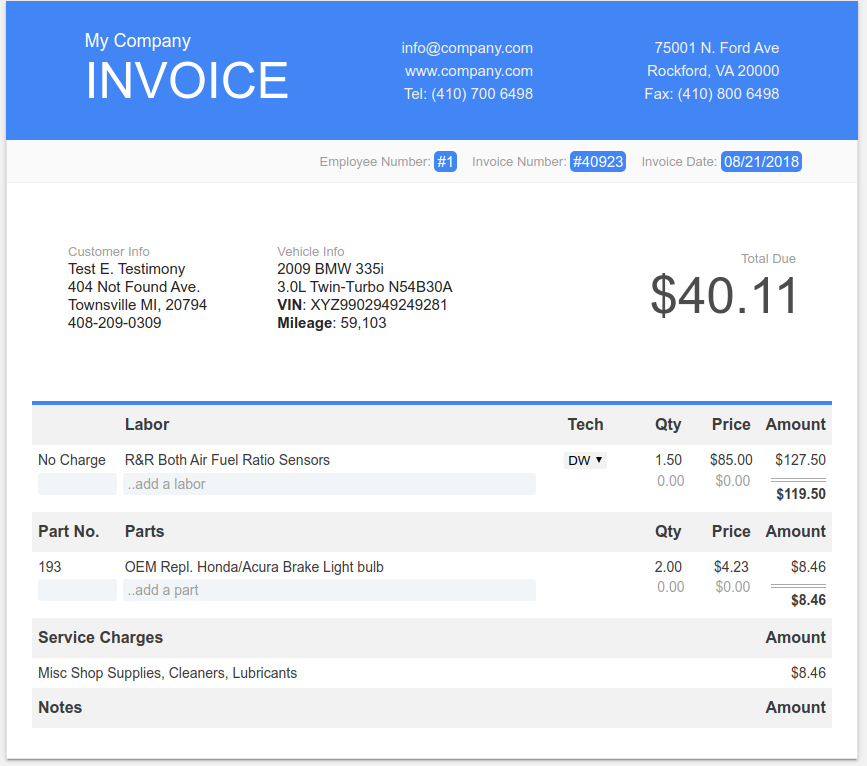 My Company
INVOICE
info@company.com
www.company.com
Tel: (410) 700 6498
75001 N. Ford Ave
Rockford, VA 20000
Fax: (410) 800 6498
Employee Number: #1 Invoice Number: #40923 Invoice Date: 08/21/2018
Customer Info
Test E. Testimony
404 Not Found Ave.
Townsville MI, 20794
408-209-0309
Vehicle Info
2009 BMW 335i
3.0L Twin-Turbo N54B30A
VIN: XYZ9902949249281
Mileage: 59,103
Total Due
$40.11
Labor Tech Qty Price Amount
No Charge R&R Both Air Fuel Ratio Sensors DW 1.50 $85.00 $127.50
..add a labor 0.00 $0.00
$119.50
Part No. Parts Qty Price Amount
193 OEM Repl. Honda/Acura Brake Light bulb 2.00 $4.23 $8.46
..add a part 0.00 $0.00
$8.46
Service Charges Amount
Misc Shop Supplies, Cleaners, Lubricants $8.46
Notes Amount